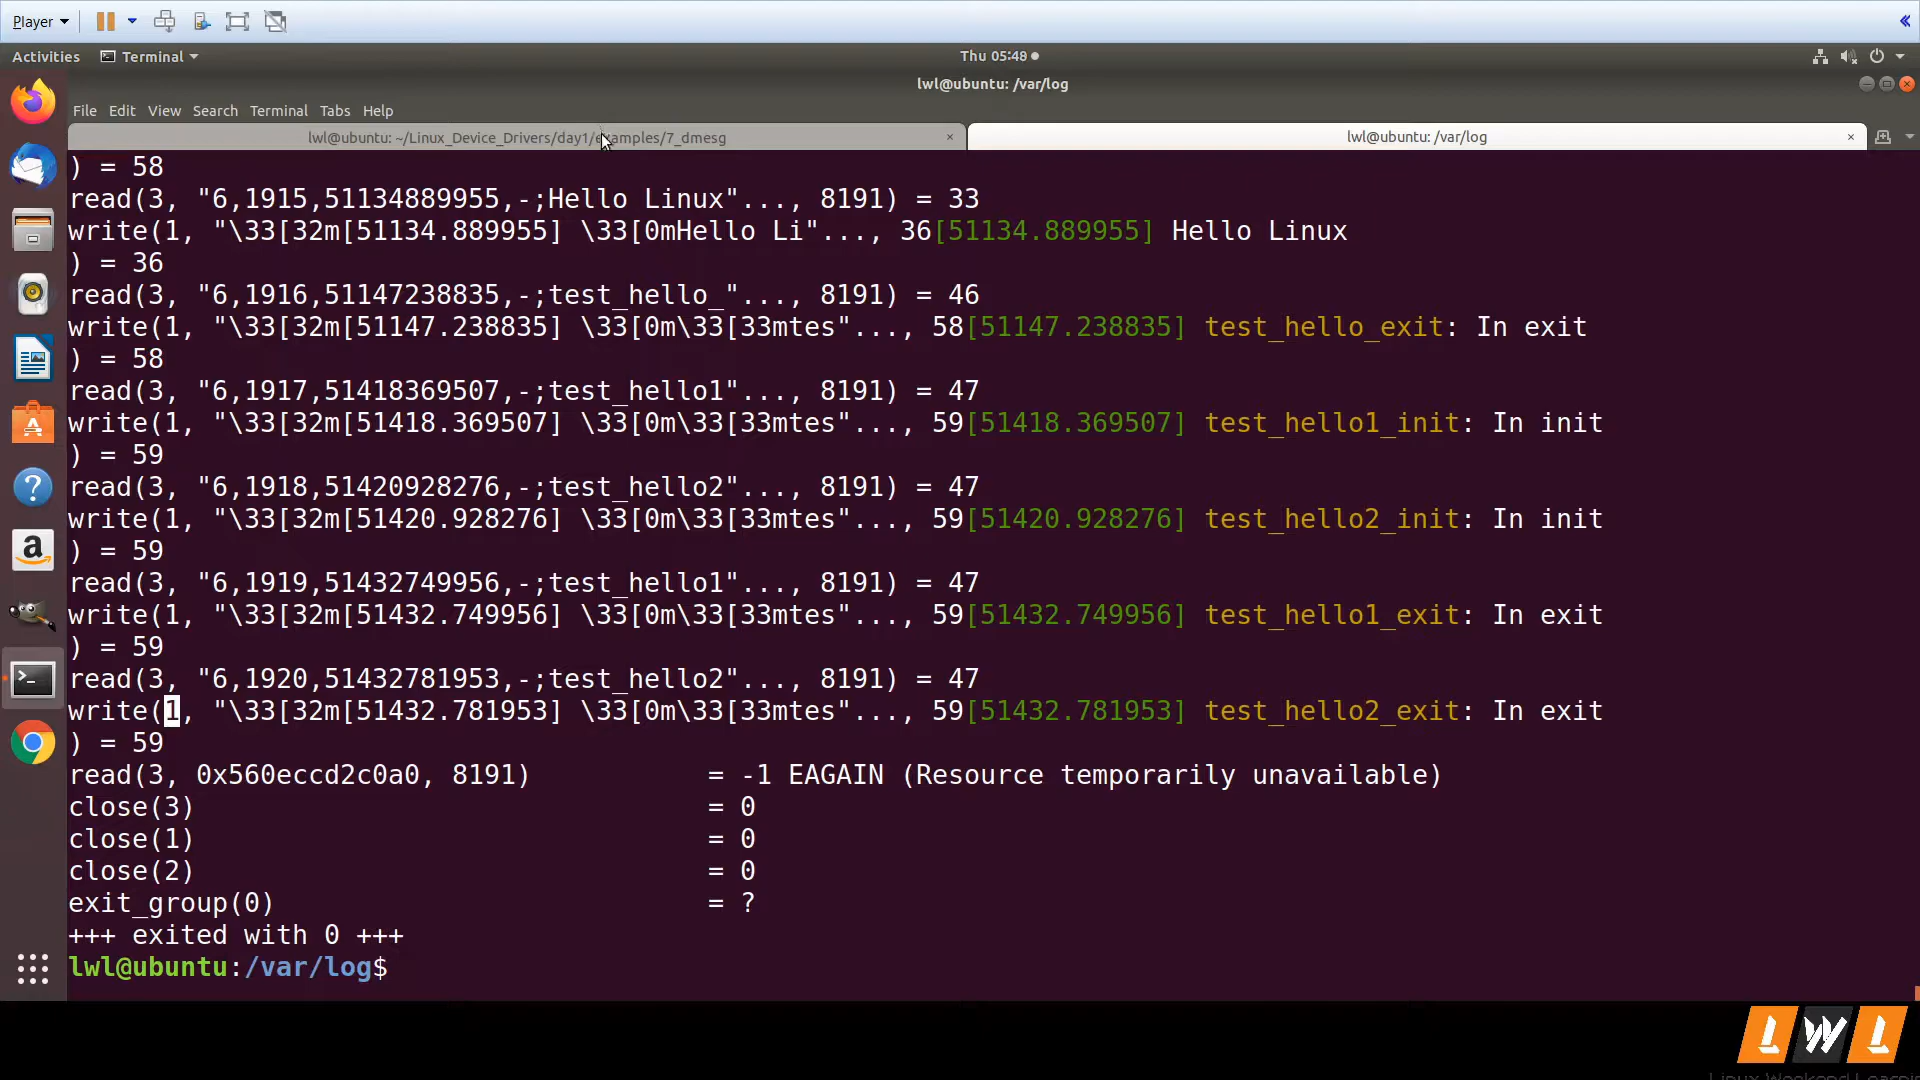 Player
Activities Terminal Thu 05:48
lwl@ubuntu: /var/log
File Edit View Search Terminal Tabs Help
lwl@ubuntu: ~/Linux_Device_Drivers/day1/examples/7_dmesg × lwl@ubuntu: /var/log ×
) = 58
read(3, "6,1915,51134889955,-;Hello Linux"..., 8191) = 33
write(1, "\33[32m[51134.889955] \33[0mHello Li"..., 36[51134.889955] Hello Linux
) = 36
read(3, "6,1916,51147238835,-;test_hello_"..., 8191) = 46
write(1, "\33[32m[51147.238835] \33[0m\33[33mtes"..., 58[51147.238835] test_hello_exit: In exit
) = 58
read(3, "6,1917,51418369507,-;test_hello1"..., 8191) = 47
write(1, "\33[32m[51418.369507] \33[0m\33[33mtes"..., 59[51418.369507] test_hello1_init: In init
) = 59
read(3, "6,1918,51420928276,-;test_hello2"..., 8191) = 47
write(1, "\33[32m[51420.928276] \33[0m\33[33mtes"..., 59[51420.928276] test_hello2_init: In init
) = 59
read(3, "6,1919,51432749956,-;test_hello1"..., 8191) = 47
write(1, "\33[32m[51432.749956] \33[0m\33[33mtes"..., 59[51432.749956] test_hello1_exit: In exit
) = 59
read(3, "6,1920,51432781953,-;test_hello2"..., 8191) = 47
write(1, "\33[32m[51432.781953] \33[0m\33[33mtes"..., 59[51432.781953] test_hello2_exit: In exit
) = 59
read(3, 0x560eccd2c0a0, 8191) = -1 EAGAIN (Resource temporarily unavailable)
close(3) = 0
close(1) = 0
close(2) = 0
exit_group(0) = ?
+++ exited with 0 +++
lwl@ubuntu:/var/log$
LWL